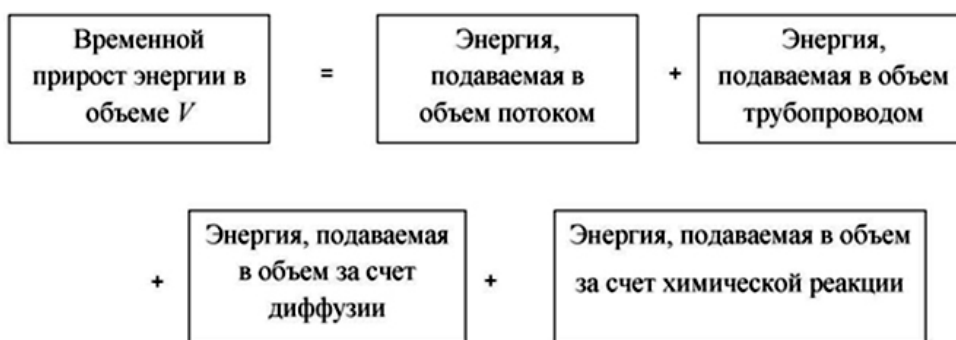 Временной
прирост энергии в
объеме V
=
Энергия,
подаваемая в
объем потоком
+
Энергия,
подаваемая в объем
трубопроводом
+
Энергия, подаваемая
в объем за счет
диффузии
+
Энергия, подаваемая в объем
за счет химической реакции